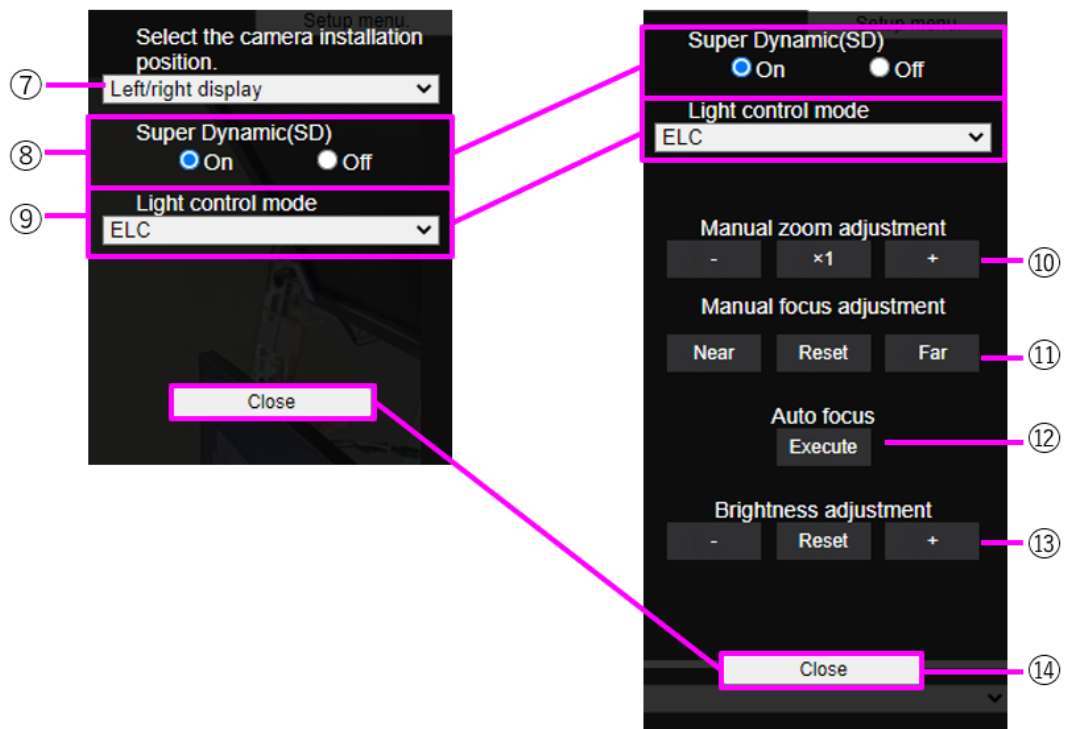 Setup menu.
Select the camera installation
position.
⑦
Left/right display
⑧
Super Dynamic(SD)
On Off
⑨
Light control mode
ELC
Close
Setup menu.
Super Dynamic(SD)
On Off
Light control mode
ELC
Manual zoom adjustment
- ×1 +
⑩
Manual focus adjustment
Near Reset Far
⑪
Auto focus
Execute
⑫
Brightness adjustment
- Reset +
⑬
Close
⑭